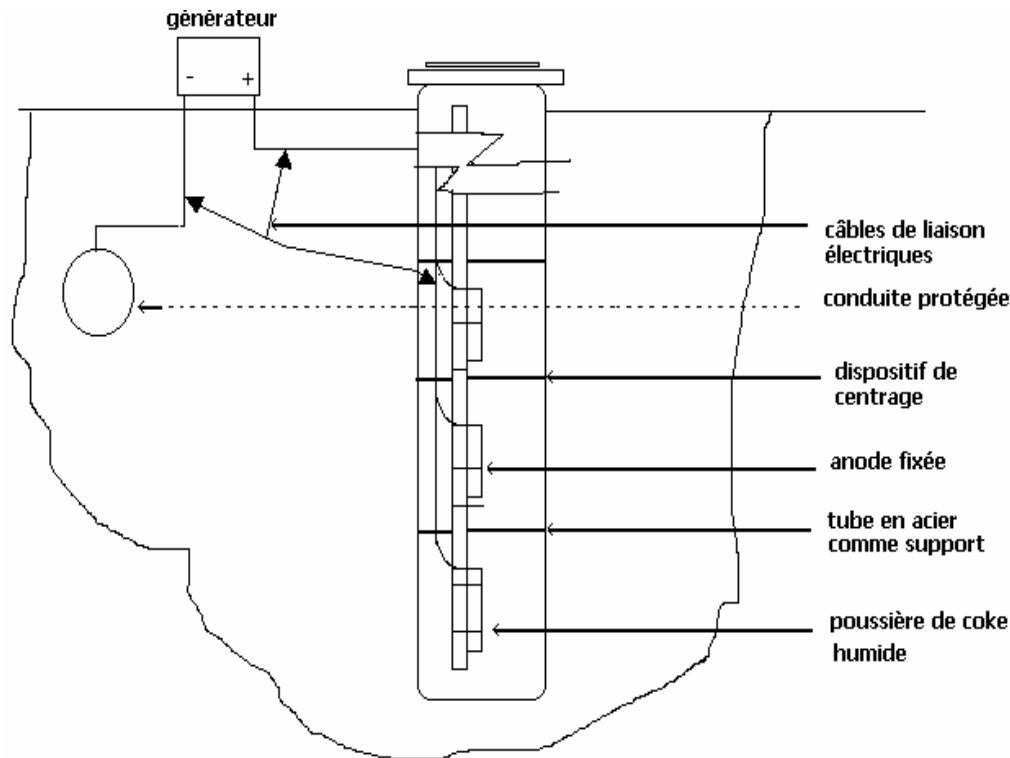 générateur
- +
câbles de liaison
électriques
conduite protégée
dispositif de
centrage
anode fixée
tube en acier
comme support
poussière de coke
humide